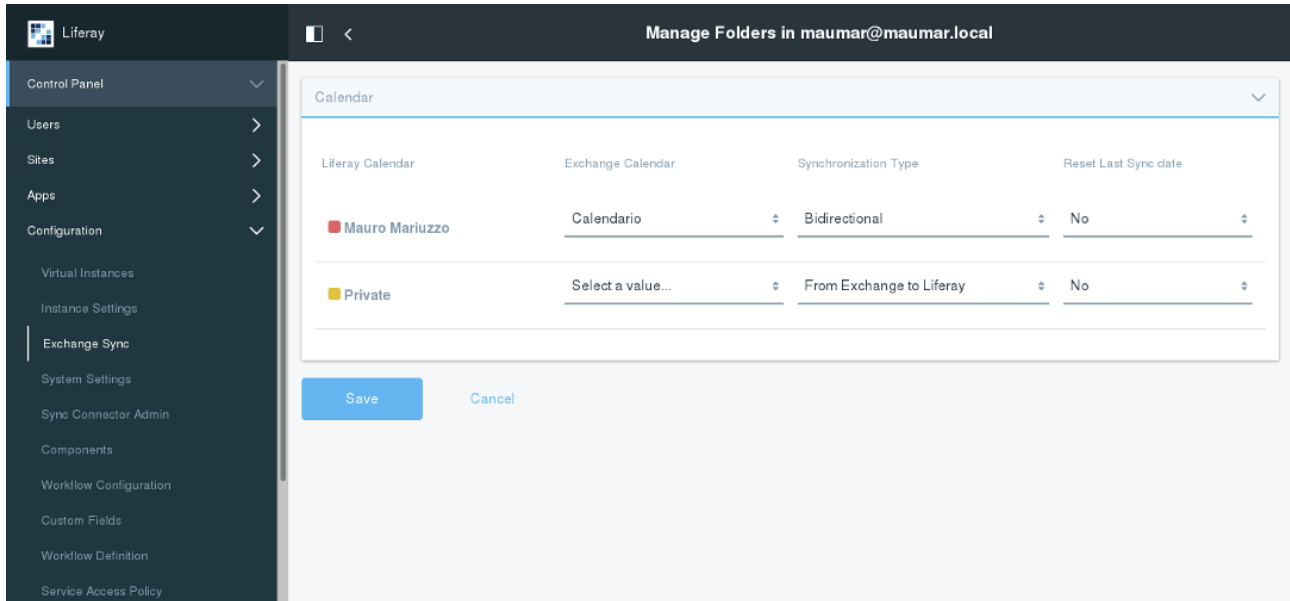 Liferay
Manage Folders in maumar@maumar.local
Control Panel
Users
Sites
Apps
Configuration
Virtual Instances
Instance Settings
Exchange Sync
System Settings
Sync Connector Admin
Components
Workflow Configuration
Custom Fields
Workflow Definition
Service Access Policy
Calendar
Liferay Calendar Exchange Calendar Synchronization Type Reset Last Sync date
Mauro Mariuzzo Calendario Bidirectional No
Private Select a value... From Exchange to Liferay No
Save Cancel